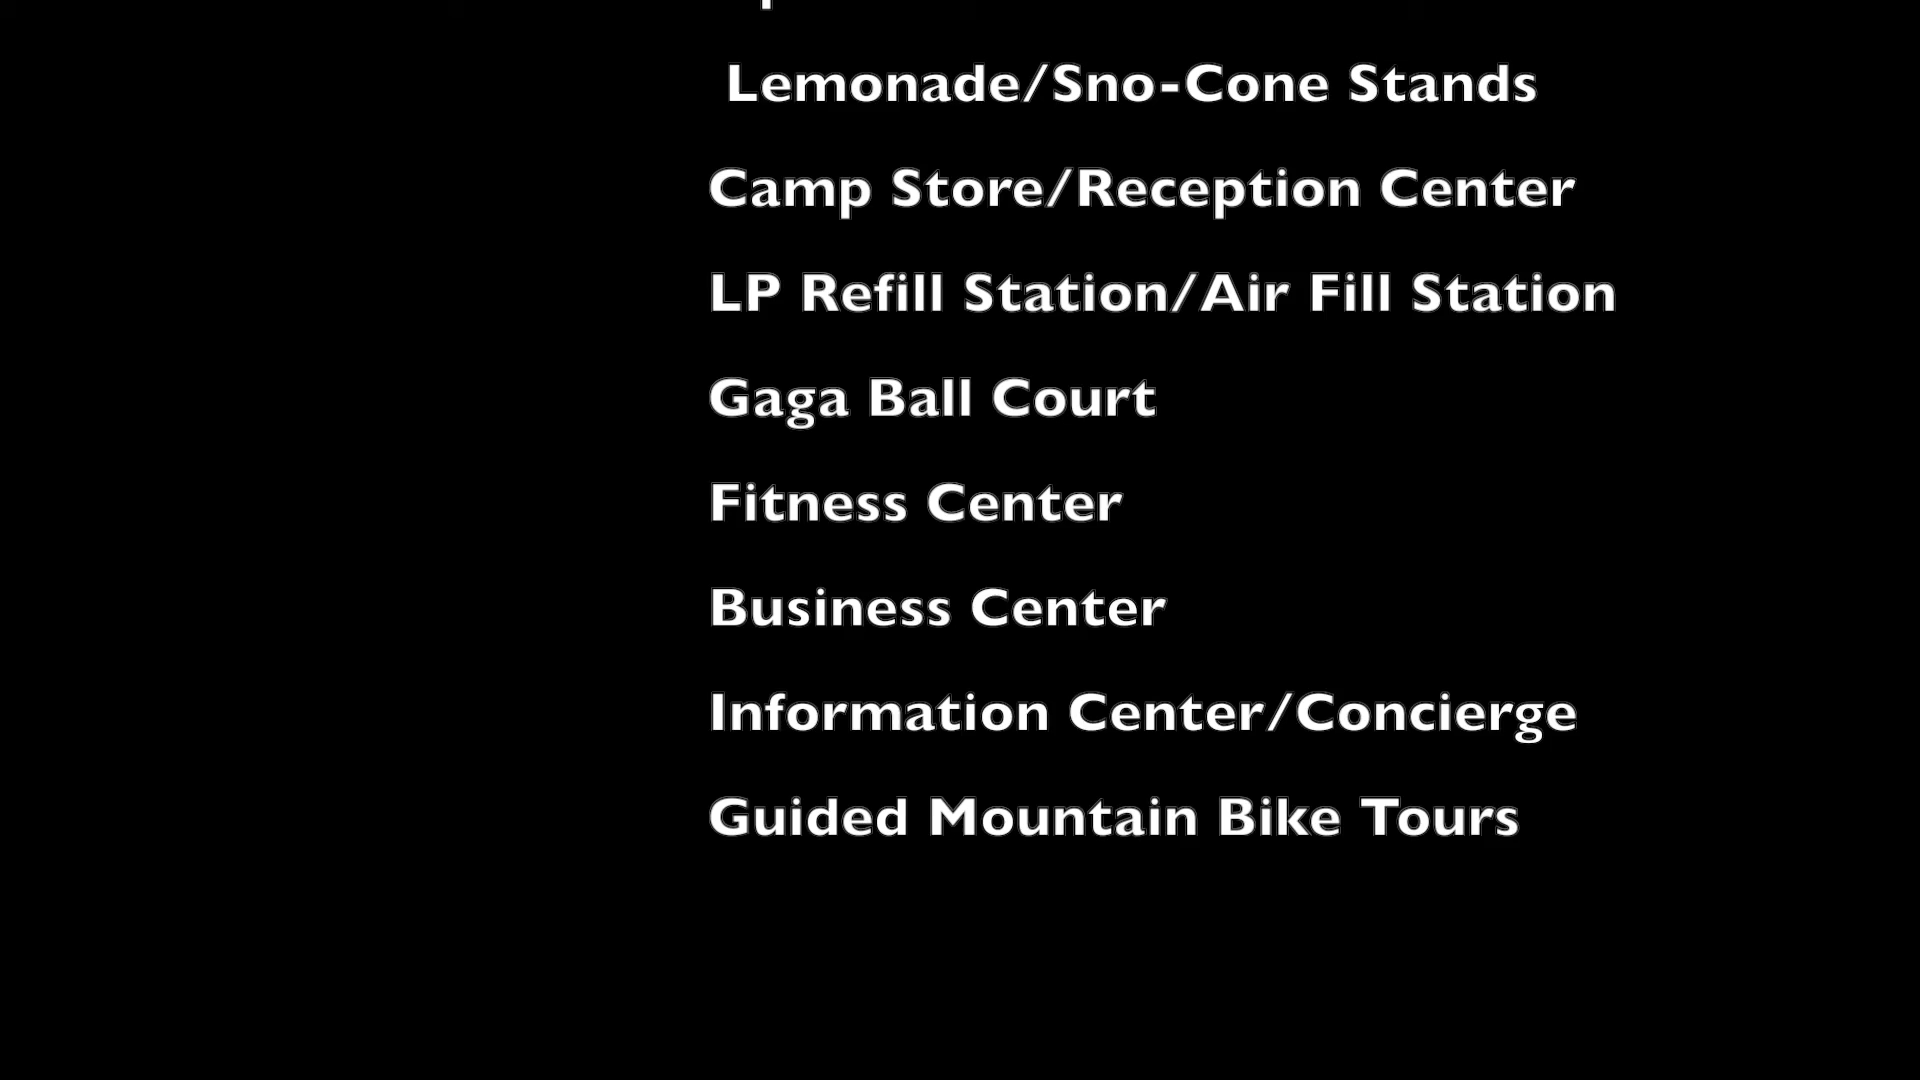 Lemonade/Sno-Cone Stands
Camp Store/Reception Center
LP Refill Station/Air Fill Station
Gaga Ball Court
Fitness Center
Business Center
Information Center/Concierge
Guided Mountain Bike Tours